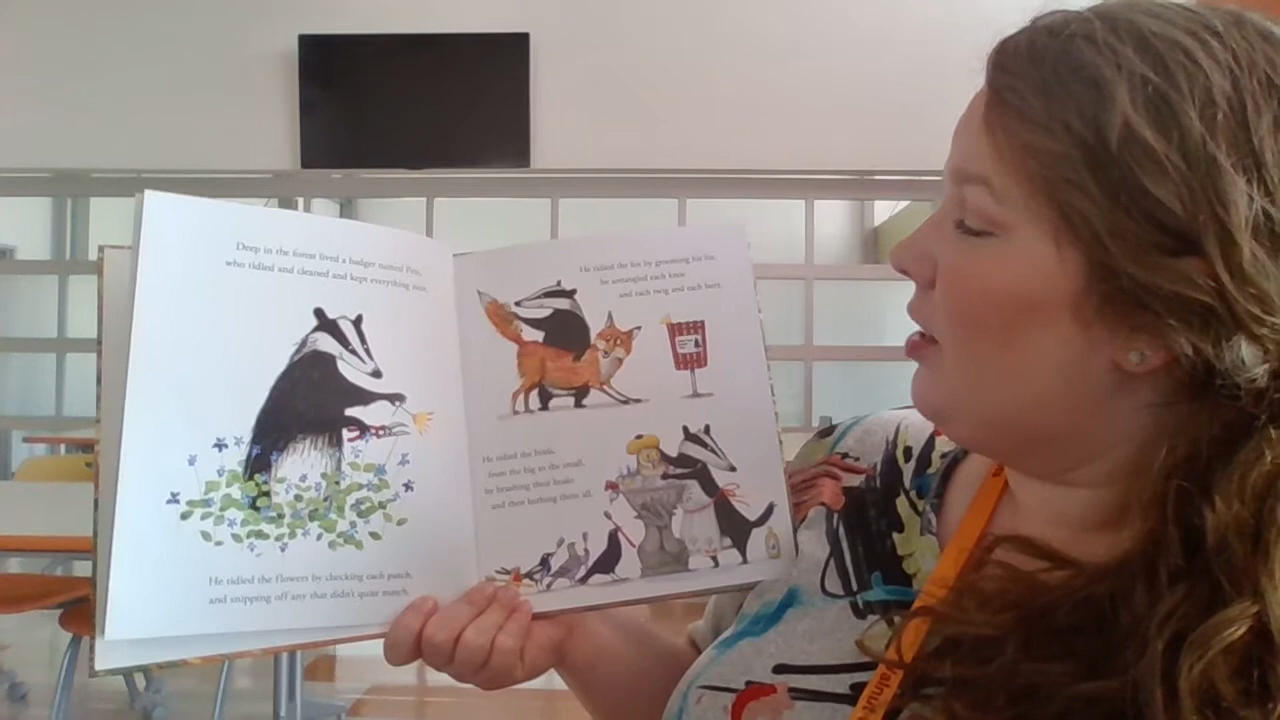 Deep in the forest lived a badger named Pete,
who tidied and cleaned and kept everything neat.
He tidied the flowers by checking each patch,
and snipping off any that didn't quite match.
He tidied the fox by grooming his fur,
he untangled each knot
and each twig and each burr.
He tidied the birds,
from the big to the small,
by brushing their beaks
and then bathing them all.
Walnut